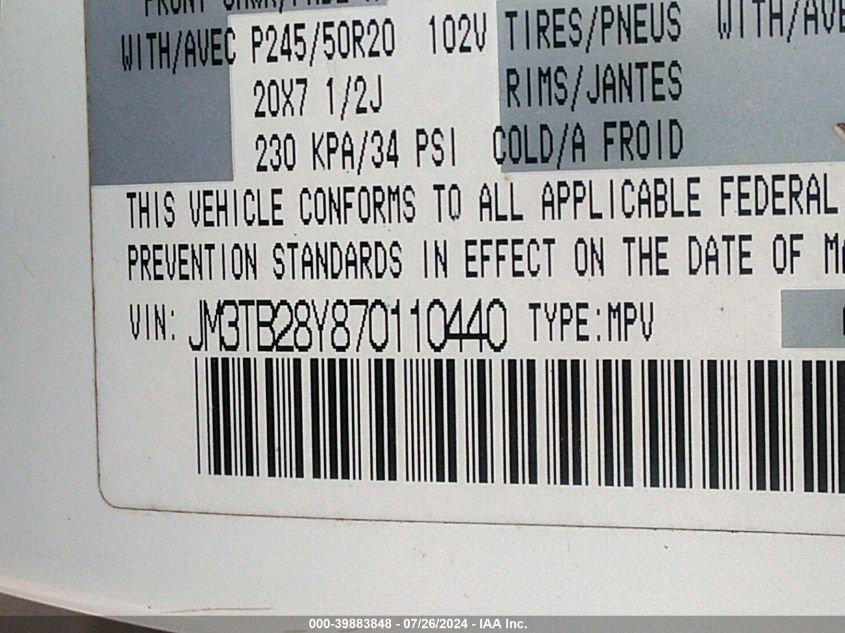 WITH/AVEC P245/50R20 102V TIRES/PNEUS WITH/AVE
20X7 1/2J RIMS/JANTES
230 KPA/34 PSI COLD/A FROID
THIS VEHICLE CONFORMS TO ALL APPLICABLE FEDERAL
PREVENTION STANDARDS IN EFFECT ON THE DATE OF MA
VIN: JM3TB28Y870110440 TYPE:MPV
000-39883848 - 07/26/2024 - IAA Inc.